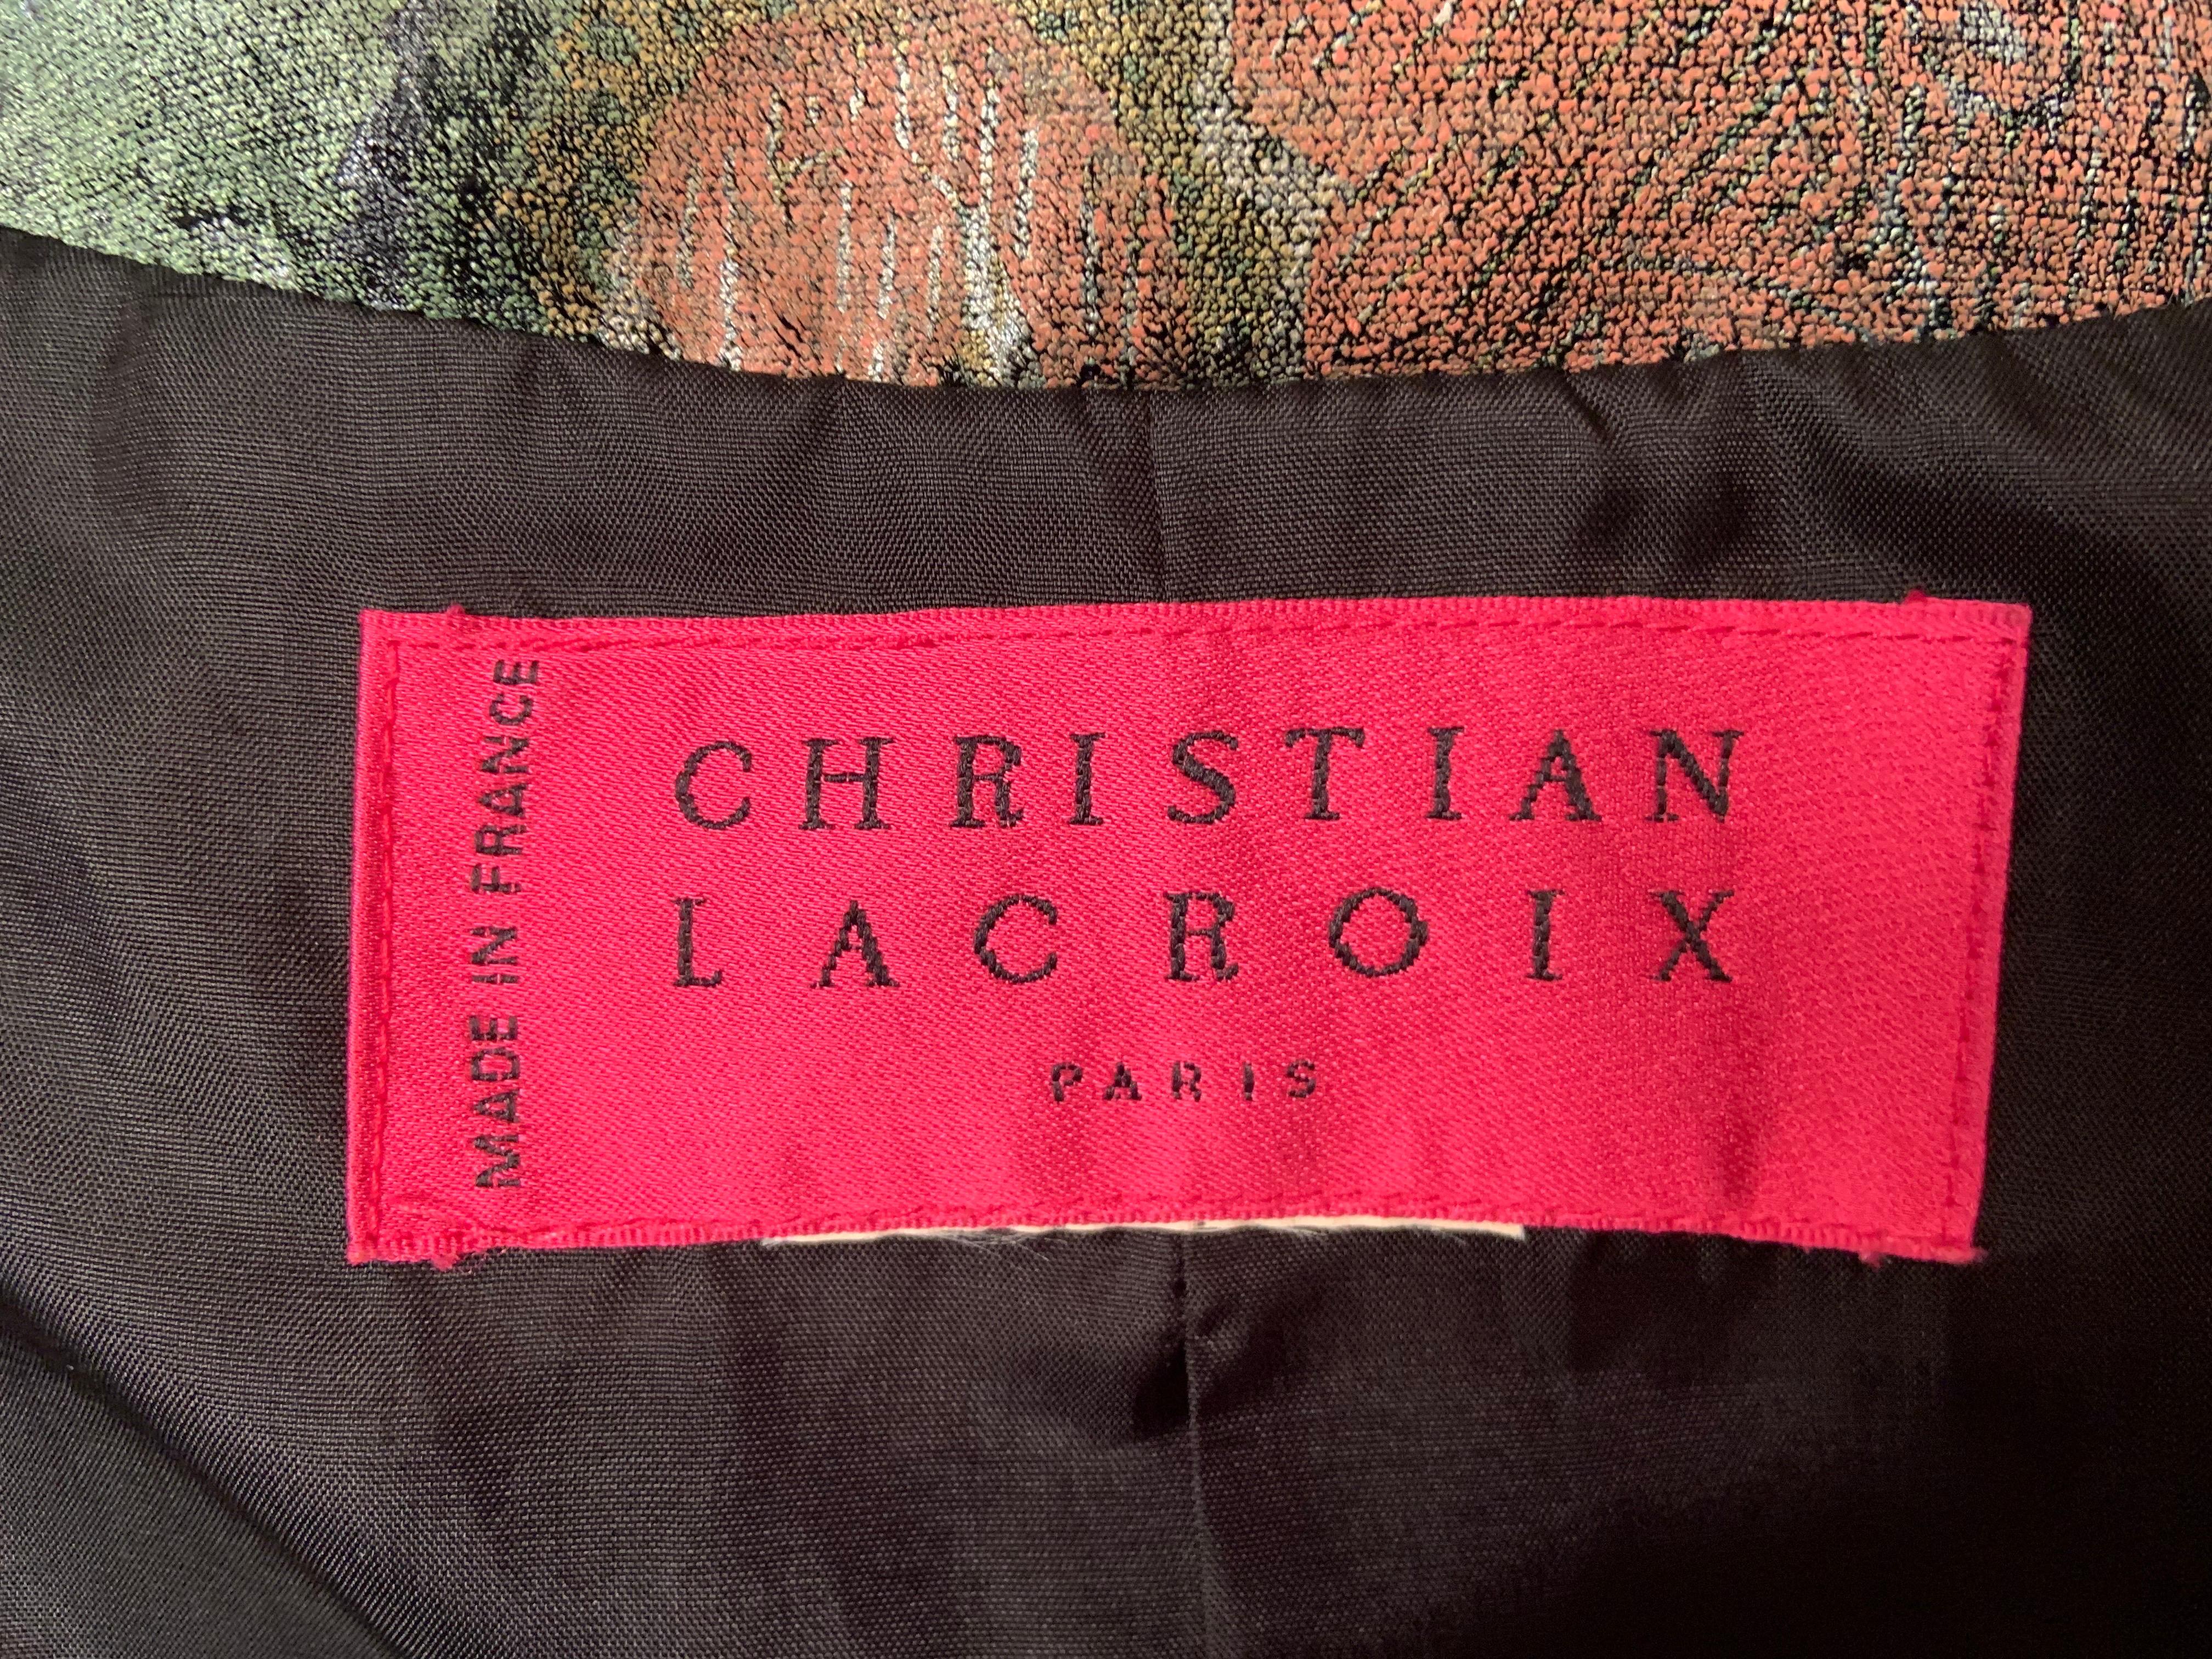 MADE IN FRANCE
CHRISTIAN
LACROIX
PARIS